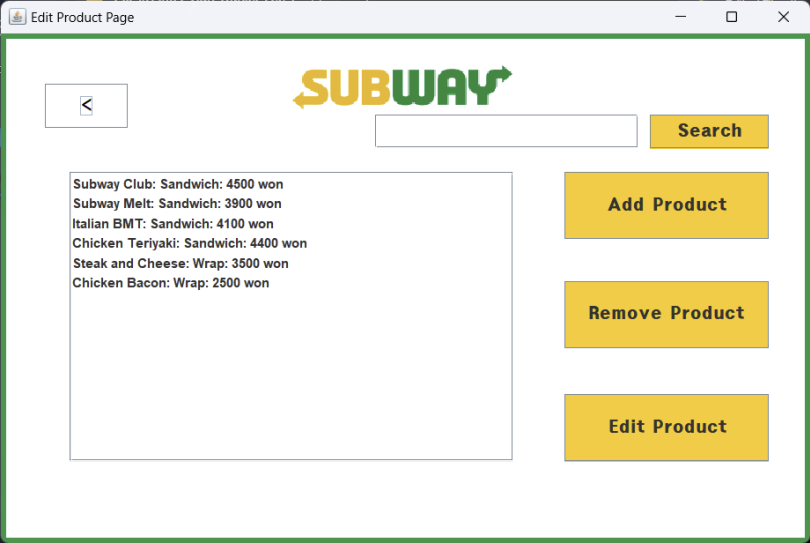 Edit Product Page
<
SUBWAY
Search
Subway Club: Sandwich: 4500 won
Subway Melt: Sandwich: 3900 won
Italian BMT: Sandwich: 4100 won
Chicken Teriyaki: Sandwich: 4400 won
Steak and Cheese: Wrap: 3500 won
Chicken Bacon: Wrap: 2500 won
Add Product
Remove Product
Edit Product